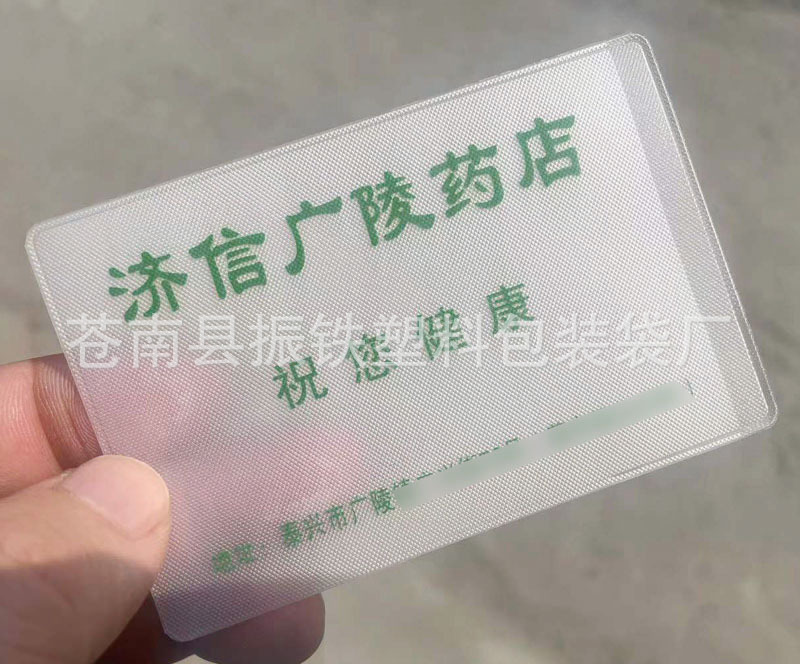 济信广陵药店
祝您健康
苍南县振铁塑料包装袋厂
地址：泰兴市广陵